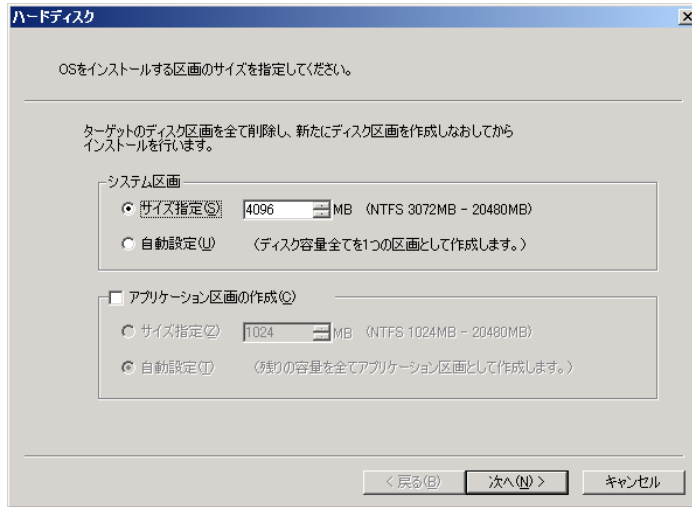 ハードディスク
OSをインストールする区画のサイズを指定してください。
ターゲットのディスク区画を全て削除し、新たにディスク区画を作成しなおしてから
インストールを行います。
システム区画
サイズ指定(S) 4096 MB (NTFS 3072MB - 20480MB)
自動設定(U) (ディスク容量全てを1つの区画として作成します。)
アプリケーション区画の作成(C)
サイズ指定(Z) 1024 MB (NTFS 1024MB - 20480MB)
自動設定(T) (残りの容量を全てアプリケーション区画として作成します。)
< 戻る(B) 次へ(N) > キャンセル